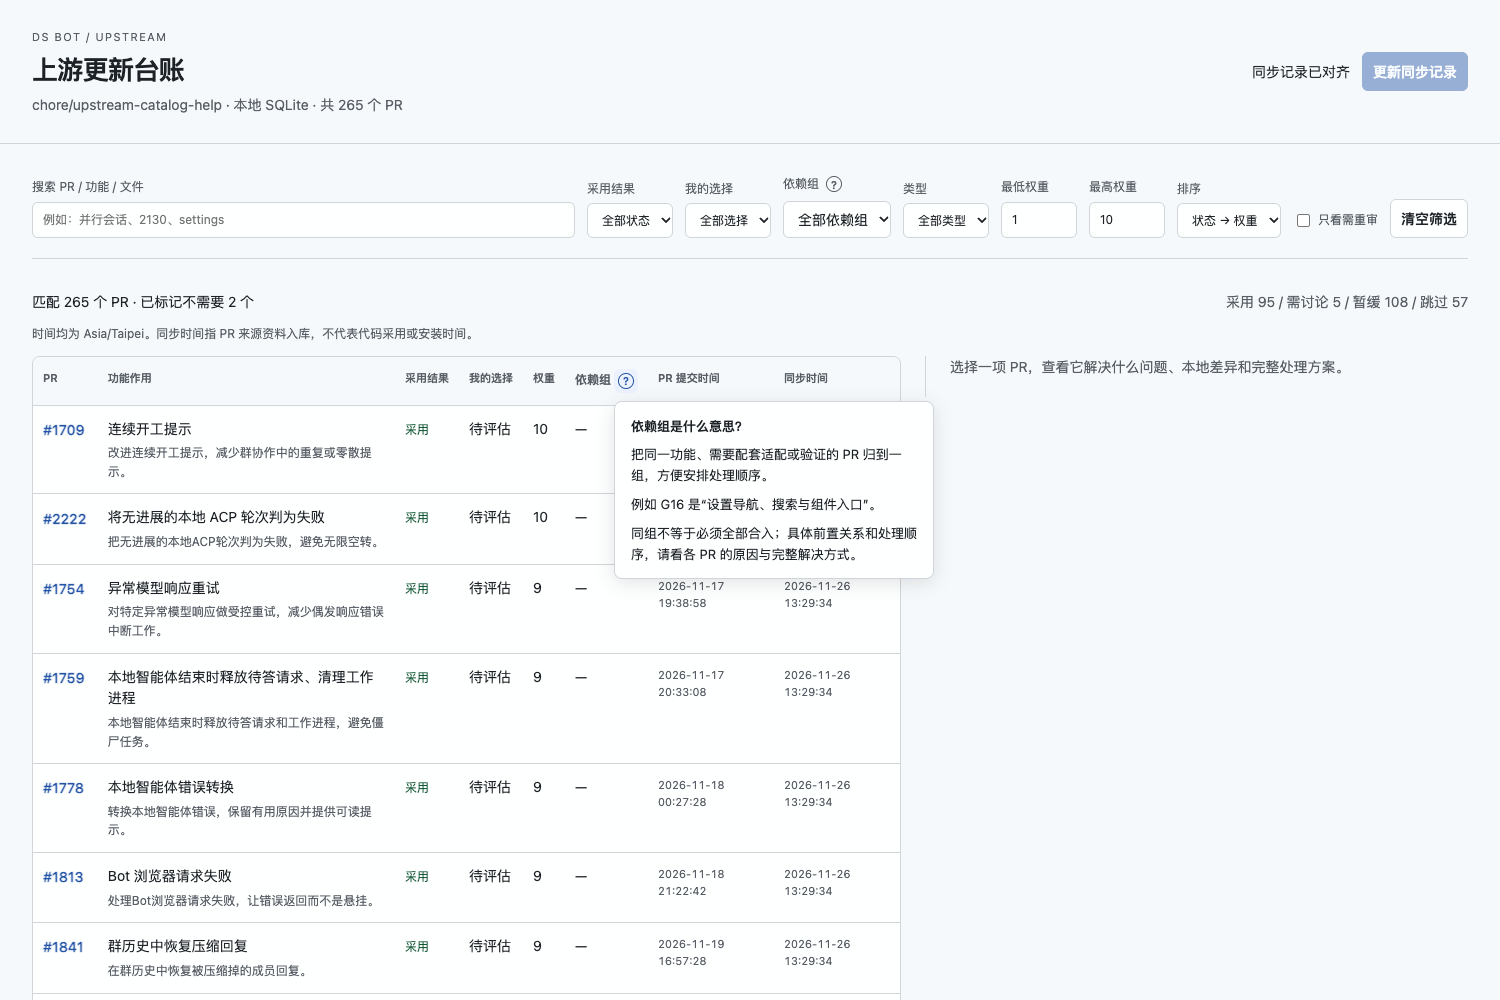 DS BOT / UPSTREAM
上游更新台账
chore/upstream-catalog-help · 本地 SQLite · 共 265 个 PR
同步记录已对齐
更新同步记录
搜索 PR / 功能 / 文件
例如：并行会话、2130、settings
采用结果
全部状态
我的选择
全部选择
依赖组 ?
全部依赖组
类型
全部类型
最低权重
1
最高权重
10
排序
状态 → 权重
只看需重审
清空筛选
匹配 265 个 PR · 已标记不需要 2 个
采用 95 / 需讨论 5 / 暂缓 108 / 跳过 57
时间均为 Asia/Taipei。同步时间指 PR 来源资料入库，不代表代码采用或安装时间。
PR 功能作用 采用结果 我的选择 权重 依赖组 ? PR 提交时间 同步时间
选择一项 PR，查看它解决什么问题、本地差异和完整处理方案。
#1709 连续开工提示 采用 待评估 10 —
改进连续开工提示，减少群协作中的重复或零散提
示。
依赖组是什么意思?
把同一功能、需要配套适配或验证的 PR 归到一
组，方便安排处理顺序。
例如 G16 是“设置导航、搜索与组件入口”。
同组不等于必须全部合入；具体前置关系和处理顺
序，请看各 PR 的原因与完整解决方式。
#2222 将无进展的本地 ACP 轮次判为失败 采用 待评估 10 —
把无进展的本地ACP轮次判为失败，避免无限空转。
#1754 异常模型响应重试 采用 待评估 9 — 2026-11-17 2026-11-26
19:38:58 13:29:34
对特定异常模型响应做受控重试，减少偶发响应错误
中断工作。
#1759 本地智能体结束时释放待答请求、清理工作 采用 待评估 9 — 2026-11-17 2026-11-26
进程 20:33:08 13:29:34
本地智能体结束时释放待答请求和工作进程，避免僵
尸任务。
#1778 本地智能体错误转换 采用 待评估 9 — 2026-11-18 2026-11-26
00:27:28 13:29:34
转换本地智能体错误，保留有用原因并提供可读提
示。
#1813 Bot 浏览器请求失败 采用 待评估 9 — 2026-11-18 2026-11-26
21:22:42 13:29:34
处理Bot浏览器请求失败，让错误返回而不是悬挂。
#1841 群历史中恢复压缩回复 采用 待评估 9 — 2026-11-19 2026-11-26
16:57:28 13:29:34
在群历史中恢复被压缩掉的成员回复。